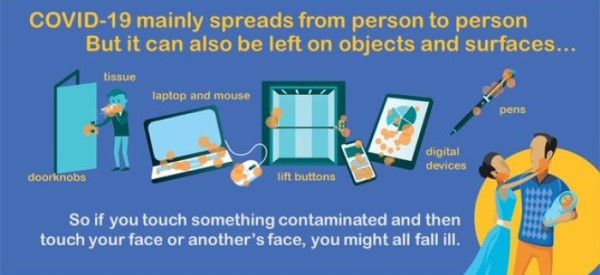 COVID-19 mainly spreads from person to person
But it can also be left on objects and surfaces...
tissue
laptop and mouse
pens
doorknobs
lift buttons
digital
devices
So if you touch something contaminated and then
touch your face or another's face, you might all fall ill.